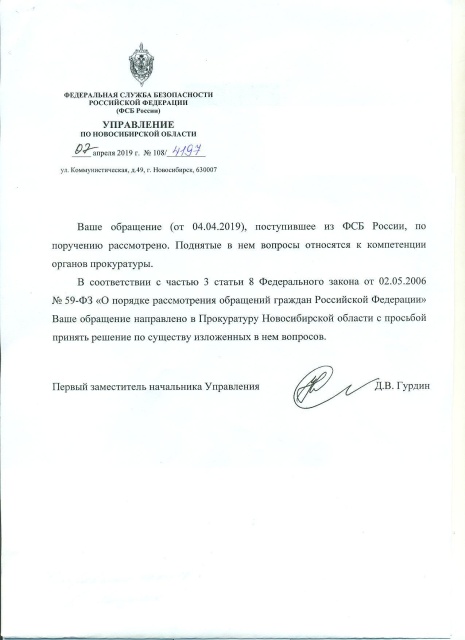 ФЕДЕРАЛЬНАЯ СЛУЖБА БЕЗОПАСНОСТИ
РОССИЙСКОЙ ФЕДЕРАЦИИ
(ФСБ России)
УПРАВЛЕНИЕ
ПО НОВОСИБИРСКОЙ ОБЛАСТИ
апреля 2019 г. № 108/ 4197
ул. Коммунистическая, д.49, г. Новосибирск, 630007
Ваше обращение (от 04.04.2019), поступившее из ФСБ России, по
поручению рассмотрено. Поднятые в нем вопросы относятся к компетенции
органов прокуратуры.
В соответствии с частью 3 статьи 8 Федерального закона от 02.05.2006
№ 59-ФЗ «О порядке рассмотрения обращений граждан Российской Федерации»
Ваше обращение направлено в Прокуратуру Новосибирской области с просьбой
принять решение по существу изложенных в нем вопросов.
Первый заместитель начальника Управления Д.В. Гурдин